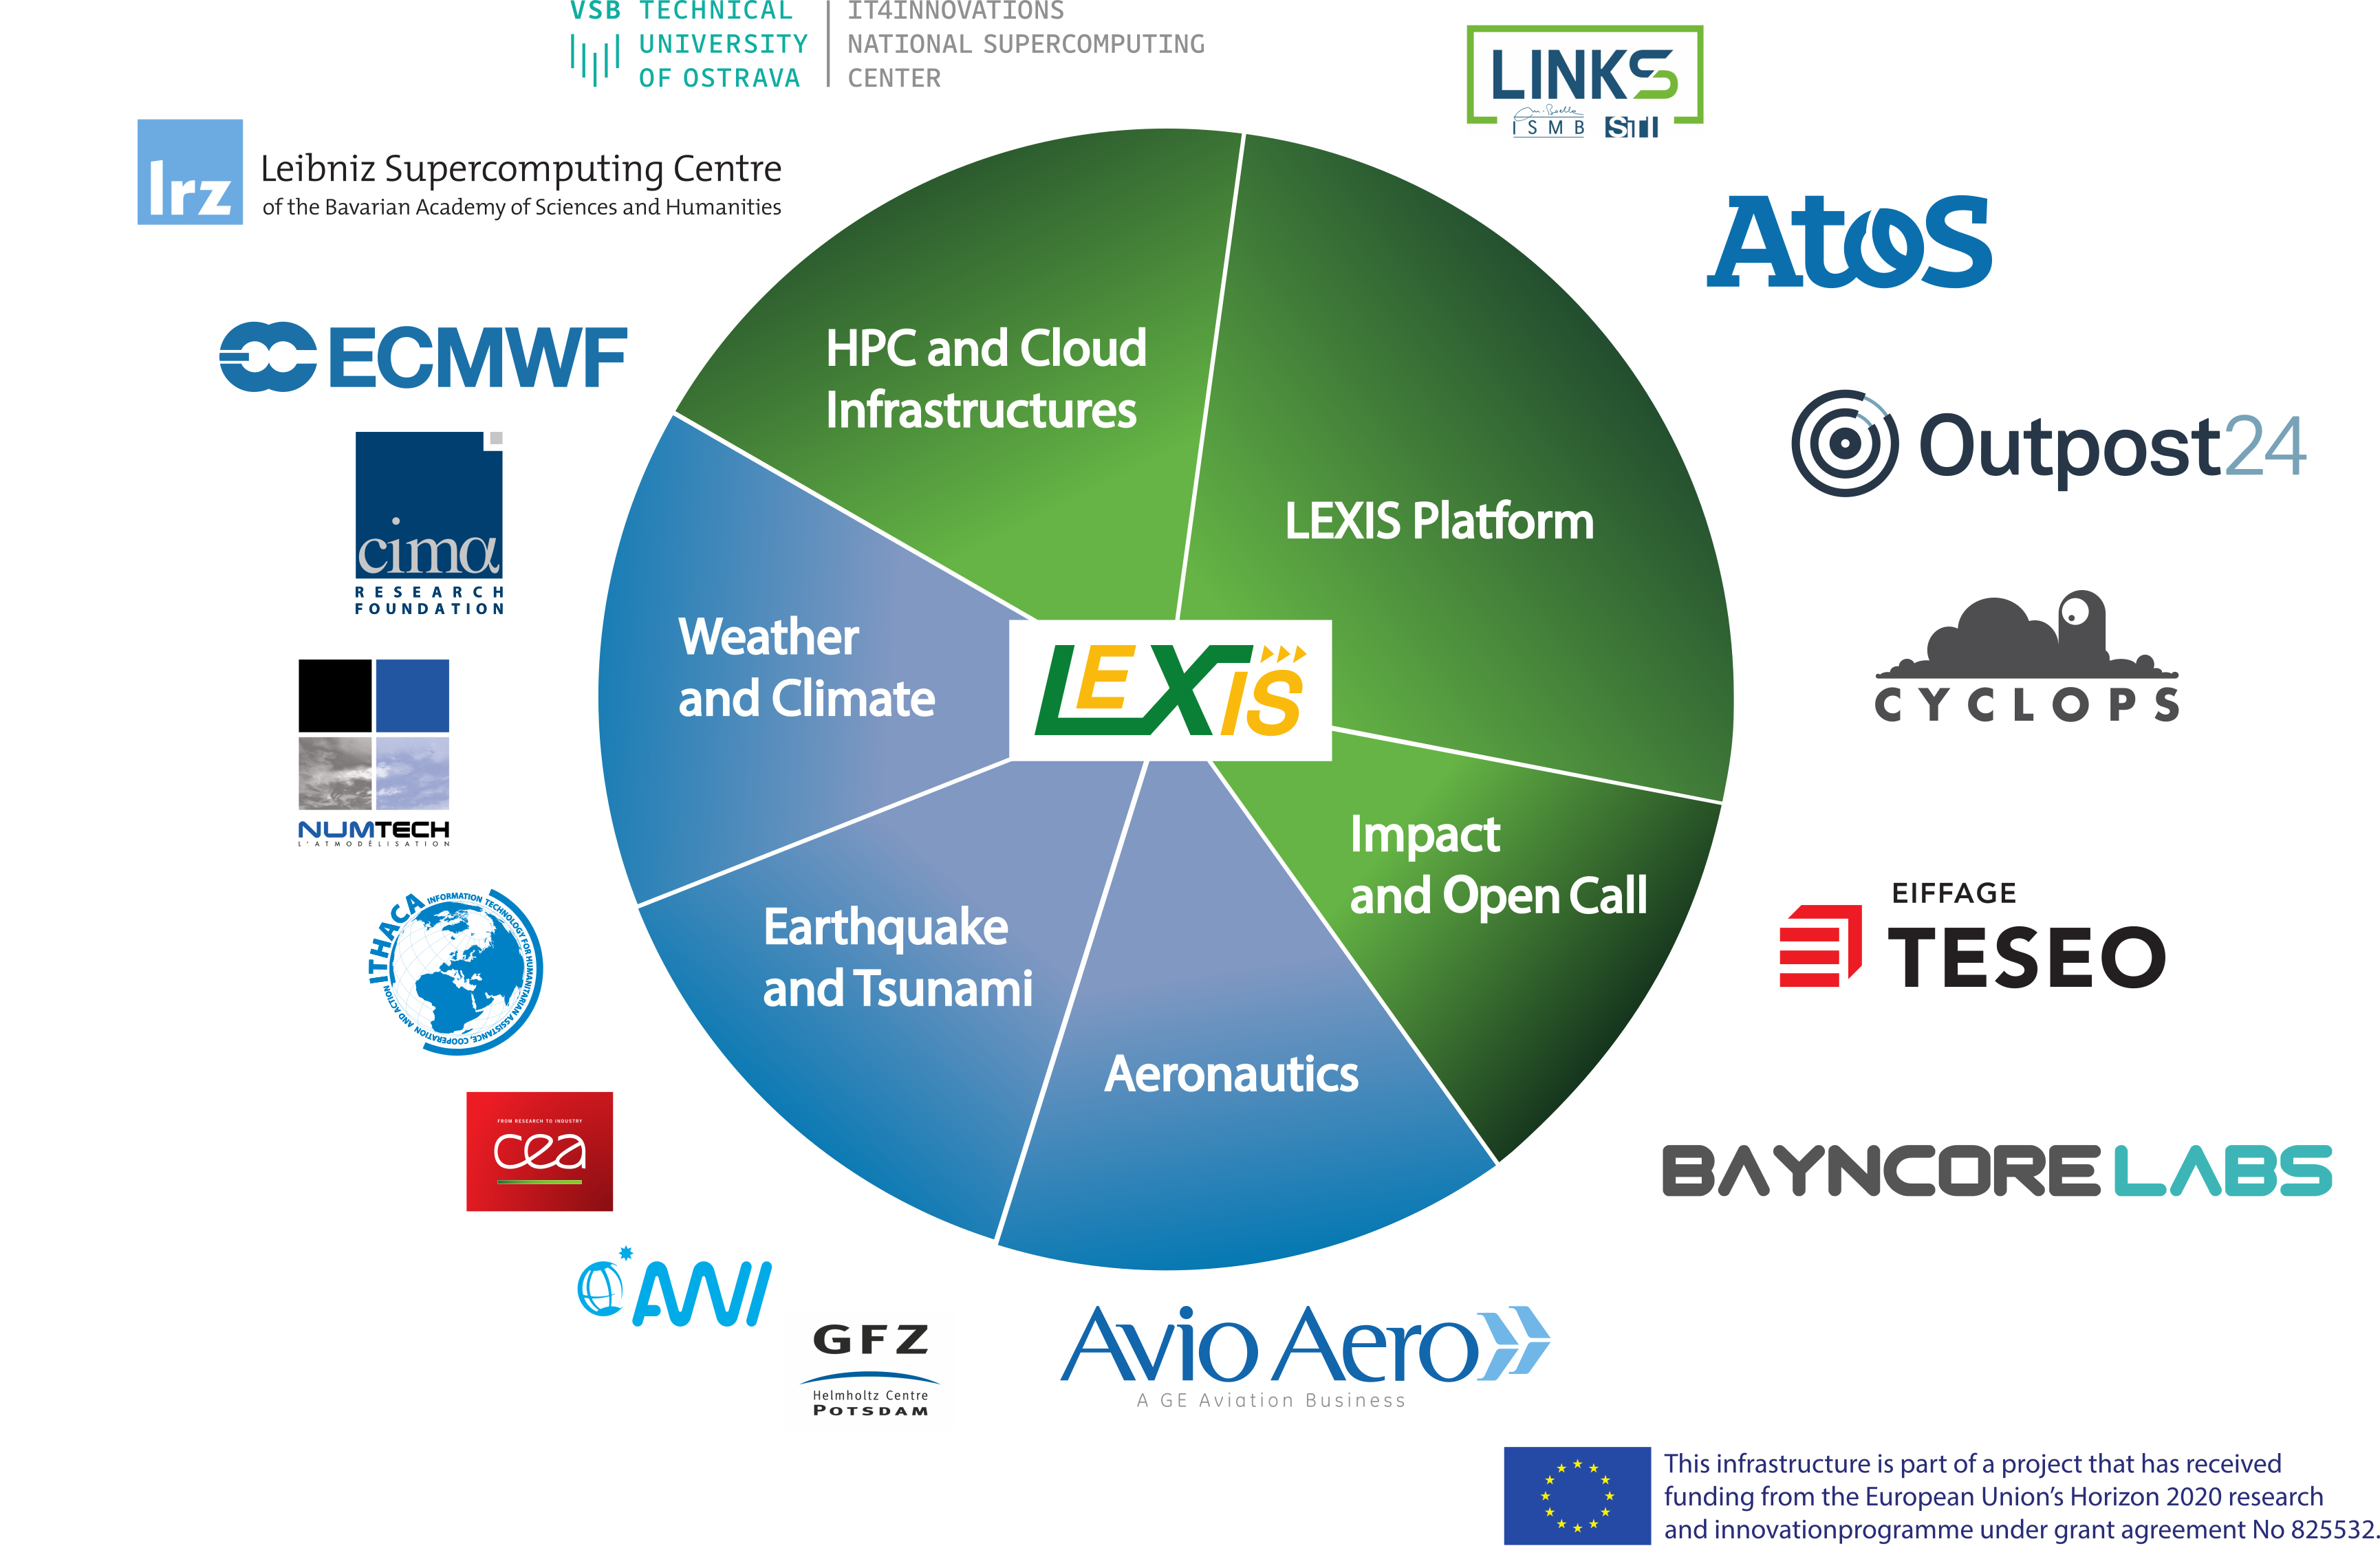 VSB TECHNICAL
UNIVERSITY
OF OSTRAVA
IT4INNOVATIONS
NATIONAL SUPERCOMPUTING
CENTER
LINKS
ISMB SiTI
lrz
Leibniz Supercomputing Centre
of the Bavarian Academy of Sciences and Humanities
Atos
ECMWF
HPC and Cloud
Infrastructures
Outpost24
LEXIS Platform
cima
RESEARCH
FOUNDATION
Weather
and Climate
LEXIS
CYCLOPS
NUMTECH
L'ATMODÉLISATION
Impact
and Open Call
ITHACA INFORMATION TECHNOLOGY FOR HUMANITARIAN ASSISTANCE, COOPERATION AND ACTION
Earthquake
and Tsunami
EIFFAGE
TESEO
Aeronautics
FROM RESEARCH TO INDUSTRY
cea
BAYNCORE LABS
AWI
GFZ
Helmholtz Centre
POTSDAM
Avio Aero
A GE Aviation Business
This infrastructure is part of a project that has received
funding from the European Union's Horizon 2020 research
and innovationprogramme under grant agreement No 825532.